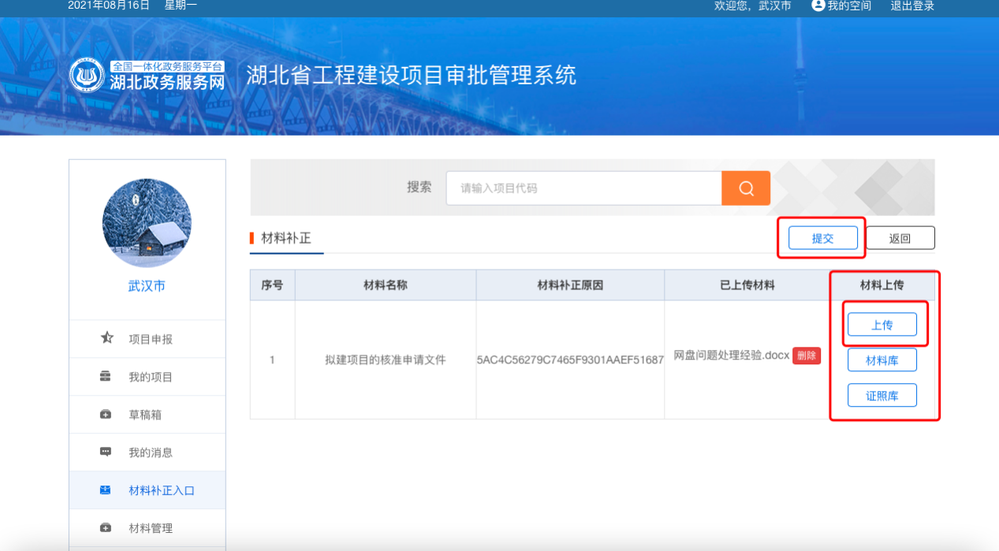 2021年08月16日 星期一 欢迎您，武汉市 我的空间 退出登录
全国一体化政务服务平台
湖北政务服务网
湖北省工程建设项目审批管理系统
搜索 请输入项目代码
材料补正 提交 返回
武汉市
项目申报
我的项目
草稿箱
我的消息
材料补正入口
材料管理
序号 材料名称 材料补正原因 已上传材料 材料上传
1 拟建项目的核准申请文件 5AC4C56279C7465F9301AAEF51687 网盘问题处理经验.docx 删除
上传
材料库
证照库